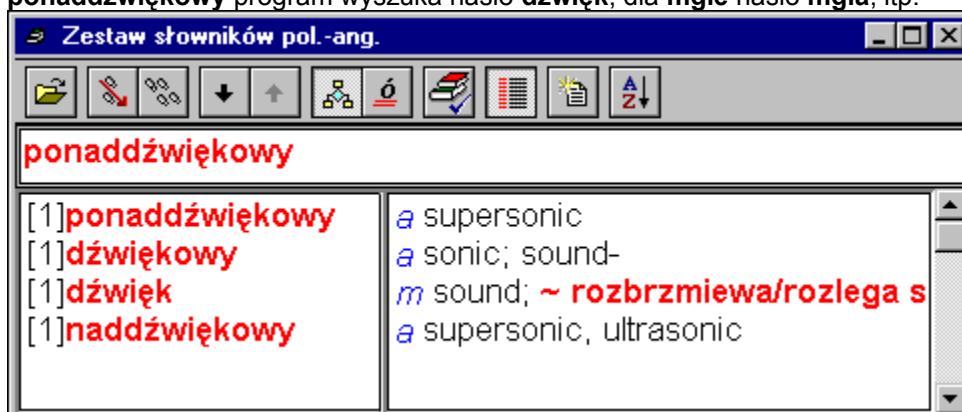 ponaddźwiękowy program wyszuka hasło dźwięk, dla mgle hasło mgła, itp.
Zestaw słowników pol.-ang.
ponaddźwiękowy
[1]ponaddźwiękowy a supersonic
[1]dźwiękowy a sonic; sound-
[1]dźwięk m sound; ~ rozbrzmiewa/rozlega s
[1]naddźwiękowy a supersonic, ultrasonic